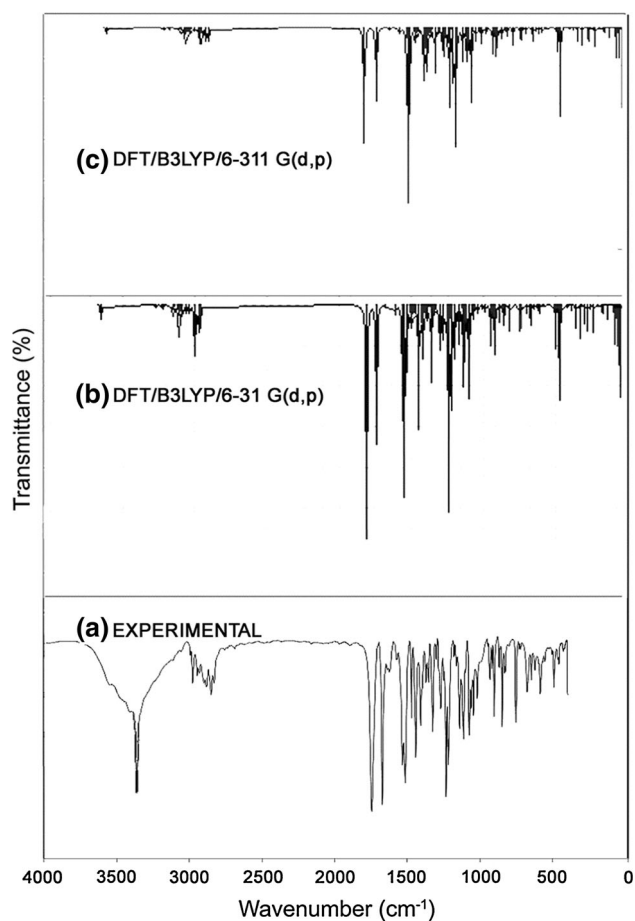 (c) DFT/B3LYP/6-311 G(d,p)
(b) DFT/B3LYP/6-31 G(d,p)
(a) EXPERIMENTAL
Transmittance (%)
4000 3500 3000 2500 2000 1500 1000 500 0
Wavenumber (cm⁻¹)